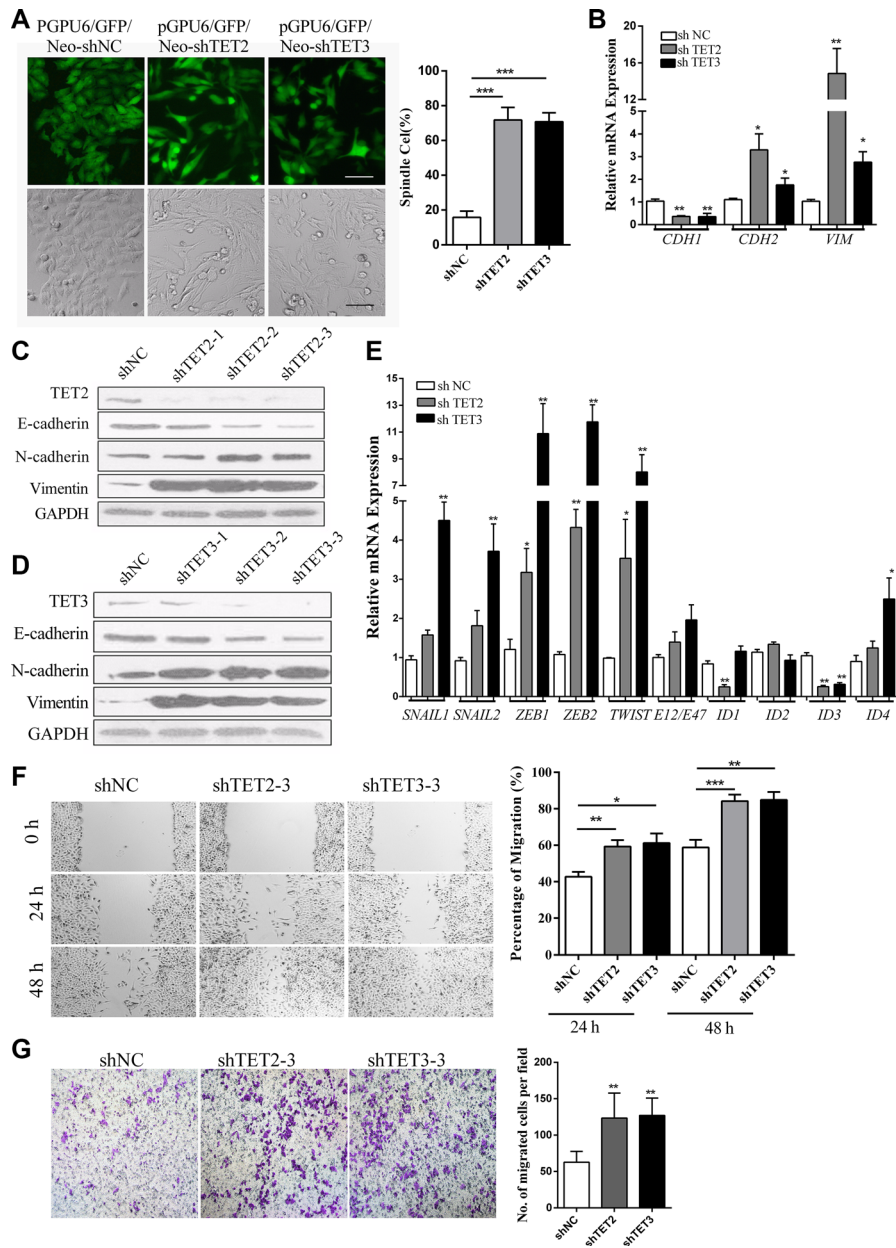 A
PGPU6/GFP/
Neo-shNC
pGPU6/GFP/
Neo-shTET2
pGPU6/GFP/
Neo-shTET3
Spindle Cel(%)
100
80
60
40
20
0
***
***
shNC
shTET2
shTET3
B
Relative mRNA Expression
sh NC
sh TET2
sh TET3
20
16
12
8
5
4
3
2
1
0
** ** * * ** *
CDH1 CDH2 VIM
C
shNC shTET2-1 shTET2-2 shTET2-3
TET2
E-cadherin
N-cadherin
Vimentin
GAPDH
D
shNC shTET3-1 shTET3-2 shTET3-3
TET3
E-cadherin
N-cadherin
Vimentin
GAPDH
E
Relative mRNA Expression
sh NC
sh TET2
sh TET3
15
13
11
9
7
5
4
3
2
1
0
** ** * ** ** ** * ** ** ** ** *
SNAIL1 SNAIL2 ZEB1 ZEB2 TWIST E12/E47 ID1 ID2 ID3 ID4
F
shNC shTET2-3 shTET3-3
0 h
24 h
48 h
Percentage of Migration (%)
100
80
60
40
20
0
**
*
***
**
shNC shTET2 shTET3 shNC shTET2 shTET3
24 h 48 h
G
shNC shTET2-3 shTET3-3
No. of migrated cells per field
200
150
100
50
0
** **
shNC shTET2 shTET3